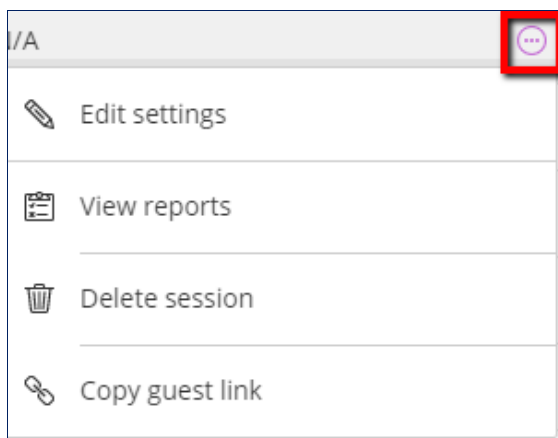 /A
Edit settings
View reports
Delete session
Copy guest link